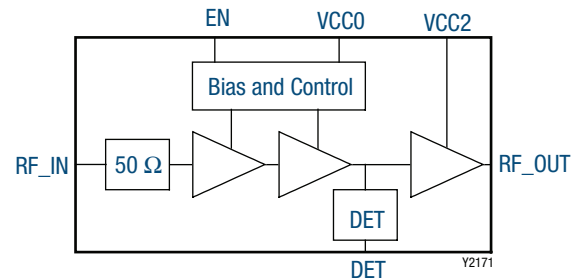 EN VCC0 VCC2
Bias and Control
RF_IN 50 Ω RF_OUT
DET
Y2171
DET